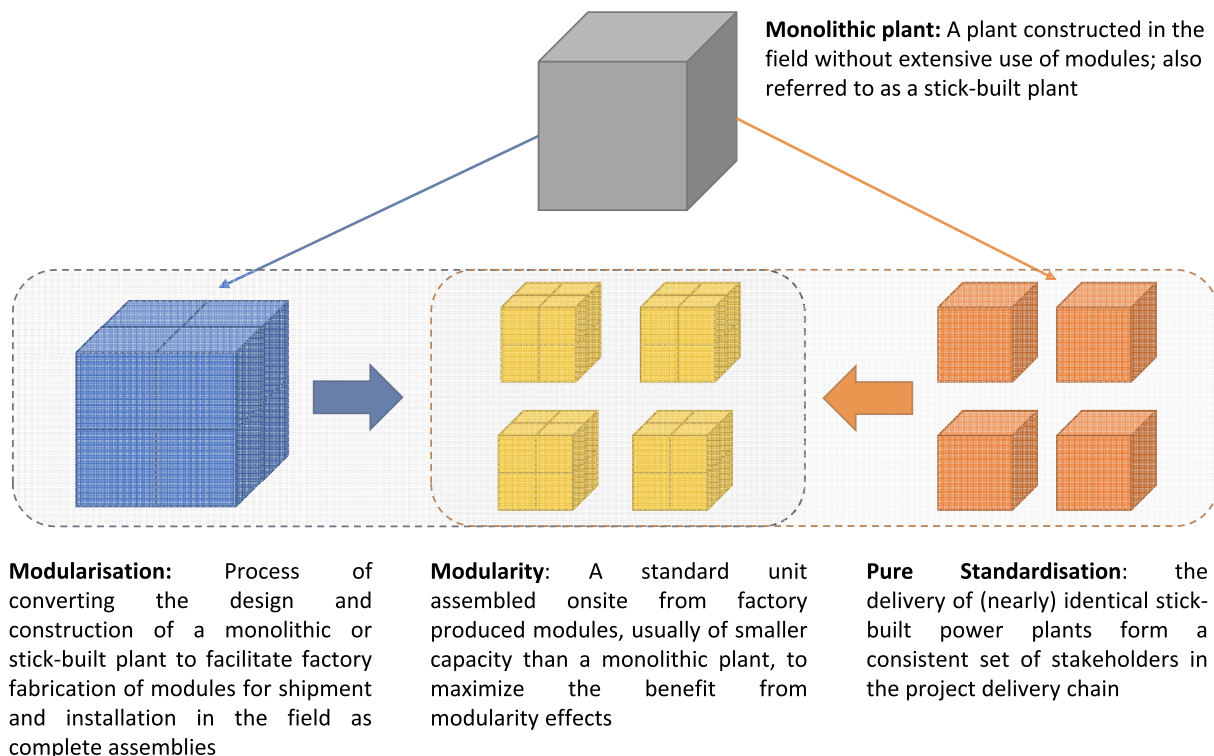 Monolithic plant: A plant constructed in the
field without extensive use of modules; also
referred to as a stick-built plant
Modularisation: Process of
converting the design and
construction of a monolithic or
stick-built plant to facilitate factory
fabrication of modules for shipment
and installation in the field as
complete assemblies
Modularity: A standard unit
assembled onsite from factory
produced modules, usually of smaller
capacity than a monolithic plant, to
maximize the benefit from
modularity effects
Pure Standardisation: the
delivery of (nearly) identical stick-
built power plants form a
consistent set of stakeholders in
the project delivery chain